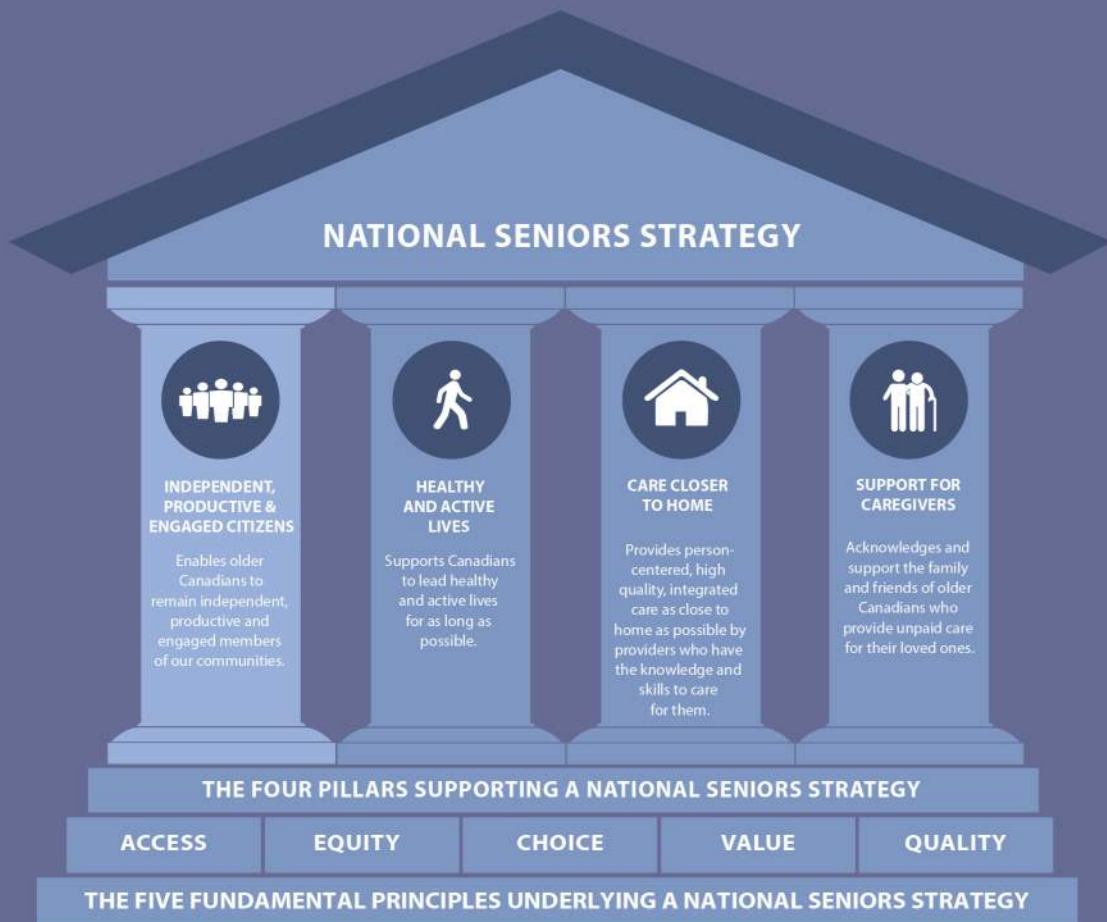 NATIONAL SENIORS STRATEGY
INDEPENDENT,
PRODUCTIVE &
ENGAGED CITIZENS
Enables older
Canadians to
remain independent,
productive and
engaged members
of our communities.
HEALTHY
AND ACTIVE
LIVES
Supports Canadians
to lead healthy
and active lives
for as long as
possible.
CARE CLOSER
TO HOME
Provides person-
centered, high
quality, integrated
care as close to
home as possible by
providers who have
the knowledge and
skills to care
for them.
SUPPORT FOR
CAREGIVERS
Acknowledges and
support the family
and friends of older
Canadians who
provide unpaid care
for their loved ones.
THE FOUR PILLARS SUPPORTING A NATIONAL SENIORS STRATEGY
ACCESS
EQUITY
CHOICE
VALUE
QUALITY
THE FIVE FUNDAMENTAL PRINCIPLES UNDERLYING A NATIONAL SENIORS STRATEGY